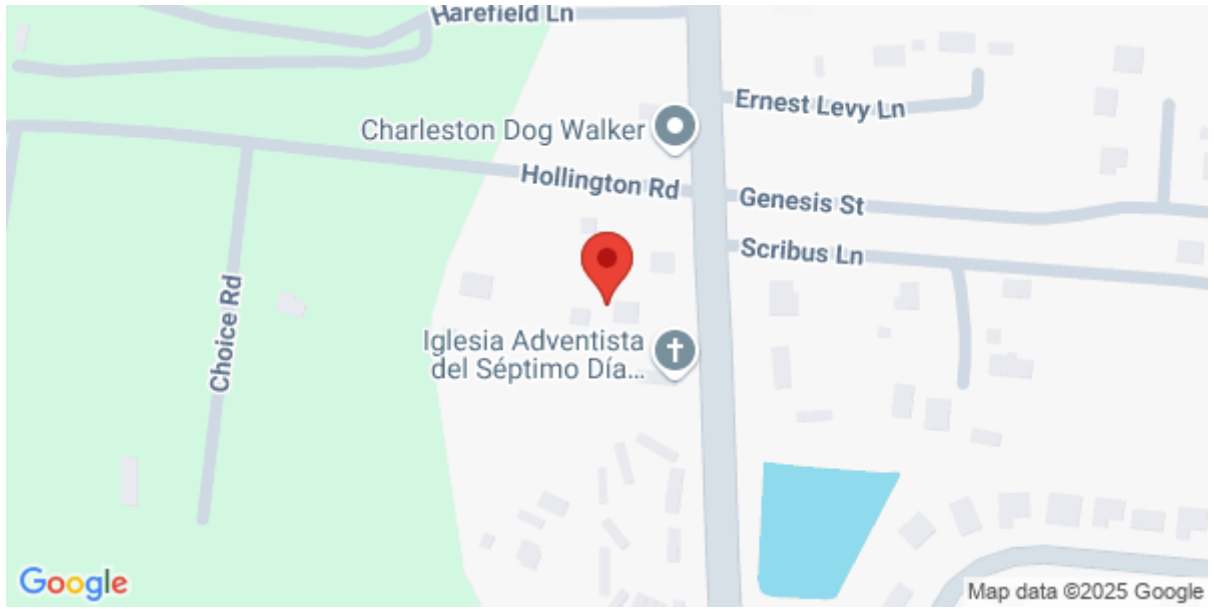 Harefield Ln
Ernest Levy Ln
Charleston Dog Walker
Hollington Rd
Genesis St
Scribus Ln
Choice Rd
Iglesia Adventista
del Séptimo Día...
Google
Map data ©2025 Google